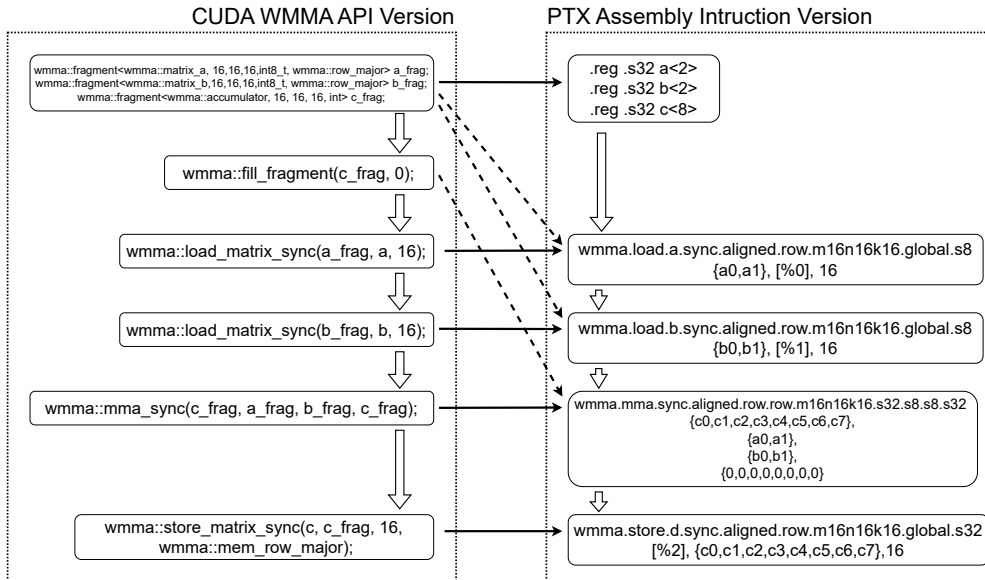 CUDA WMMA API Version
wmma::fragment<wmma::matrix_a, 16,16,16,int8_t, wmma::row_major> a_frag;
wmma::fragment<wmma::matrix_b,16,16,16,int8_t, wmma::row_major> b_frag;
wmma::fragment<wmma::accumulator, 16, 16, 16, int> c_frag;
wmma::fill_fragment(c_frag, 0);
wmma::load_matrix_sync(a_frag, a, 16);
wmma::load_matrix_sync(b_frag, b, 16);
wmma::mma_sync(c_frag, a_frag, b_frag, c_frag);
wmma::store_matrix_sync(c, c_frag, 16,
wmma::mem_row_major);
PTX Assembly Intruction Version
.reg .s32 a<2>
.reg .s32 b<2>
.reg .s32 c<8>
wmma.load.a.sync.aligned.row.m16n16k16.global.s8
{a0,a1}, [%0], 16
wmma.load.b.sync.aligned.row.m16n16k16.global.s8
{b0,b1}, [%1], 16
wmma.mma.sync.aligned.row.row.m16n16k16.s32.s8.s8.s32
{c0,c1,c2,c3,c4,c5,c6,c7},
{a0,a1},
{b0,b1},
{0,0,0,0,0,0,0,0}
wmma.store.d.sync.aligned.row.m16n16k16.global.s32
[%2], {c0,c1,c2,c3,c4,c5,c6,c7},16